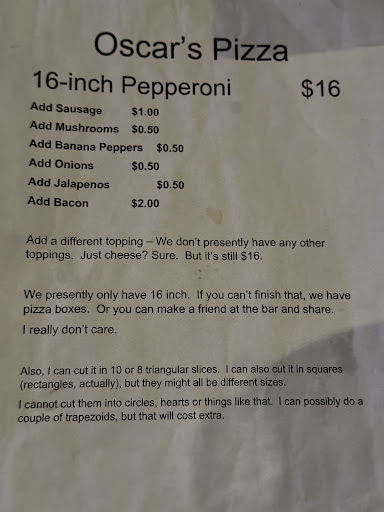 Oscar's Pizza
16-inch Pepperoni $16
Add Sausage $1.00
Add Mushrooms $0.50
Add Banana Peppers $0.50
Add Onions $0.50
Add Jalapenos $0.50
Add Bacon $2.00
Add a different topping – We don't presently have any other
toppings. Just cheese? Sure. But it's still $16.
We presently only have 16 inch. If you can't finish that, we have
pizza boxes. Or you can make a friend at the bar and share.
I really don't care.
Also, I can cut it in 10 or 8 triangular slices. I can also cut it in squares
(rectangles, actually), but they might all be different sizes.
I cannot cut them into circles, hearts or things like that. I can possibly do a
couple of trapezoids, but that will cost extra.